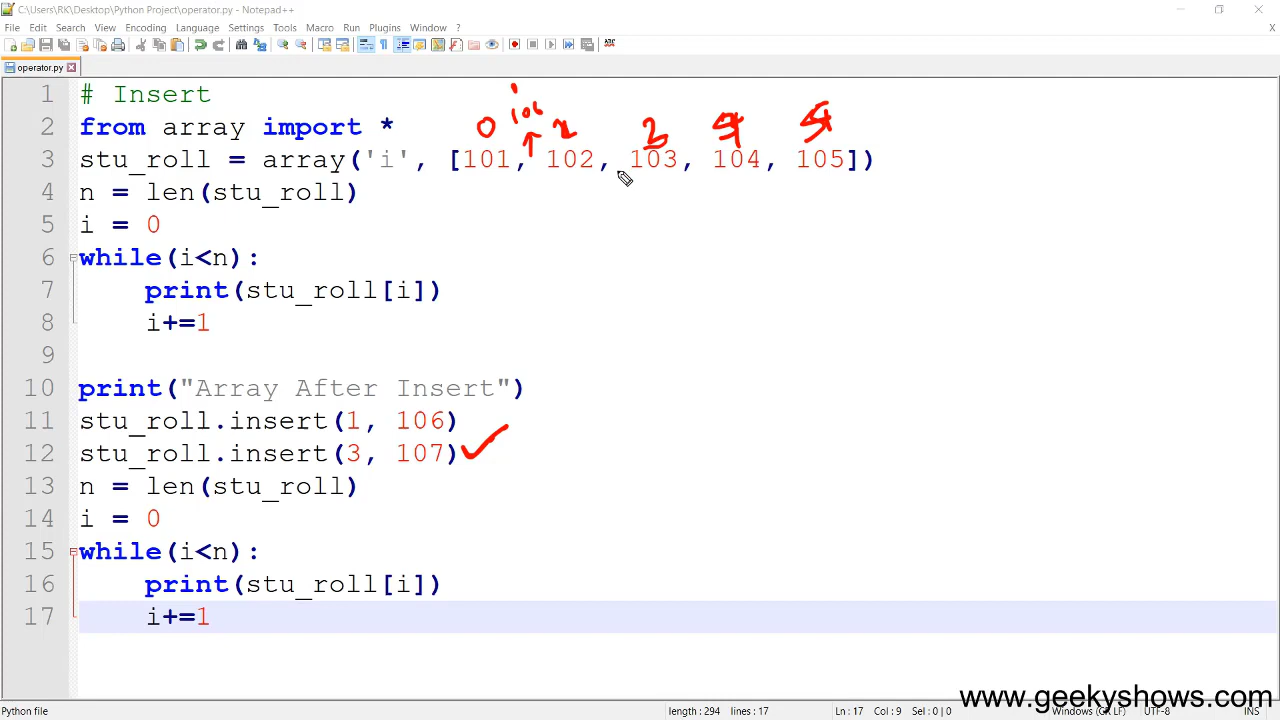 C:\Users\RK\Desktop\Python Project\operator.py - Notepad++
File Edit Search View Encoding Language Settings Tools Macro Run Plugins Window ?
X
operator.py
1 # Insert
2 from array import *
0 106
3 stu_roll = array('i', [101, 102, 103, 104, 105])
4 n = len(stu_roll)
5 i = 0
6 while(i<n):
7 print(stu_roll[i])
8 i+=1
9
10 print("Array After Insert")
11 stu_roll.insert(1, 106)
12 stu_roll.insert(3, 107)
13 n = len(stu_roll)
14 i = 0
15 while(i<n):
16 print(stu_roll[i])
17 i+=1
www.geekyshows.com
Python file length : 294 lines : 17 Ln : 17 Col : 9 Sel : 0 | 0 Windows (CR LF) UTF-8 INS